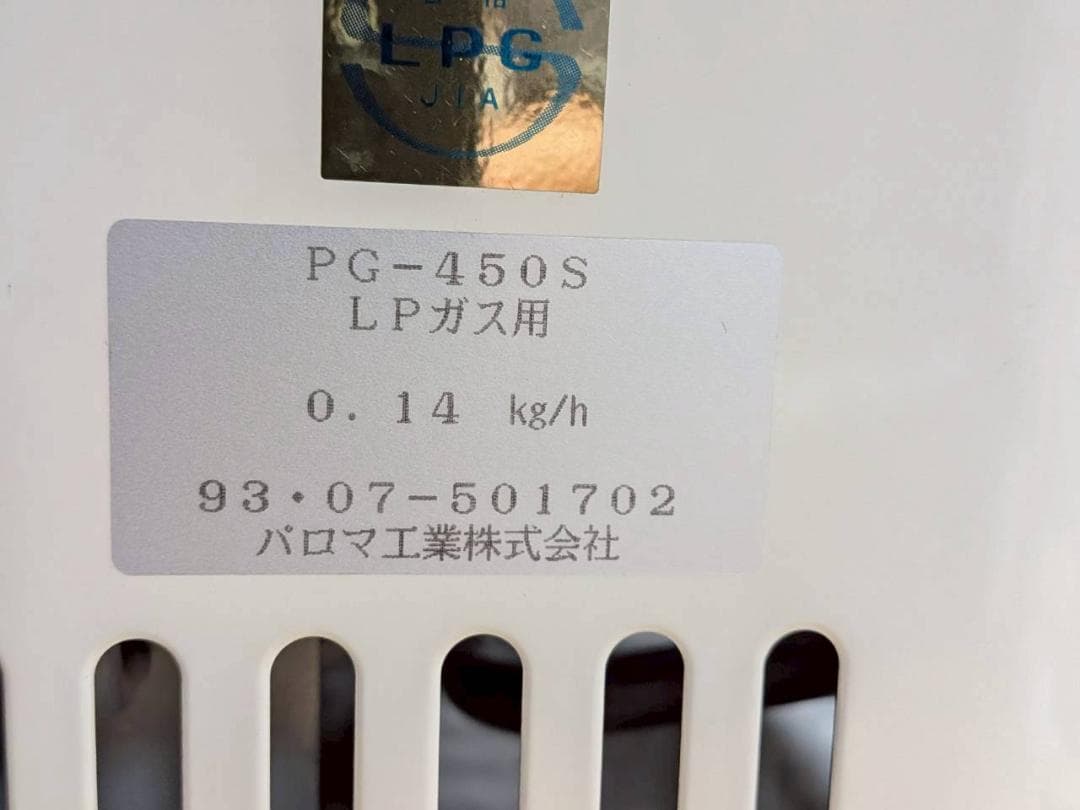 LPG
JIA
PG-450S
LPガス用
0.14 kg/h
93・07-501702
パロマ工業株式会社